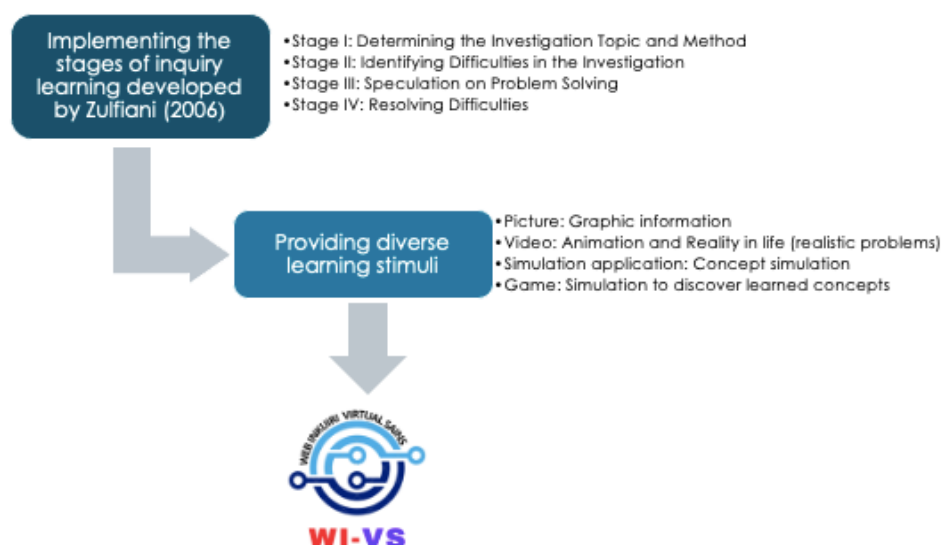 Implementing the
stages of inquiry
learning developed
by Zulfiani (2006)
•Stage I: Determining the Investigation Topic and Method
•Stage II: Identifying Difficulties in the Investigation
•Stage III: Speculation on Problem Solving
•Stage IV: Resolving Difficulties
Providing diverse
learning stimuli
•Picture: Graphic information
•Video: Animation and Reality in life (realistic problems)
•Simulation application: Concept simulation
•Game: Simulation to discover learned concepts
WEB INKUIRI VIRTUAL SAINS
WI-VS